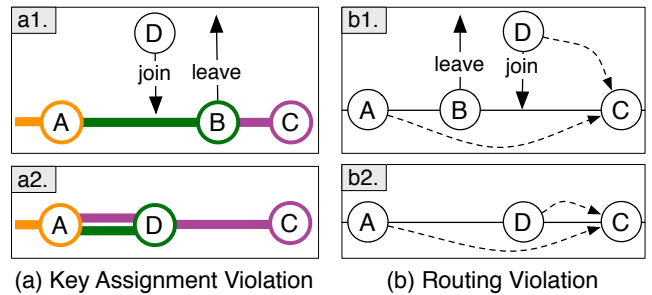 a1.
D
join
leave
A
B
C
a2.
A
D
C
(a) Key Assignment Violation
b1.
D
leave
join
A
B
C
b2.
A
D
C
(b) Routing Violation